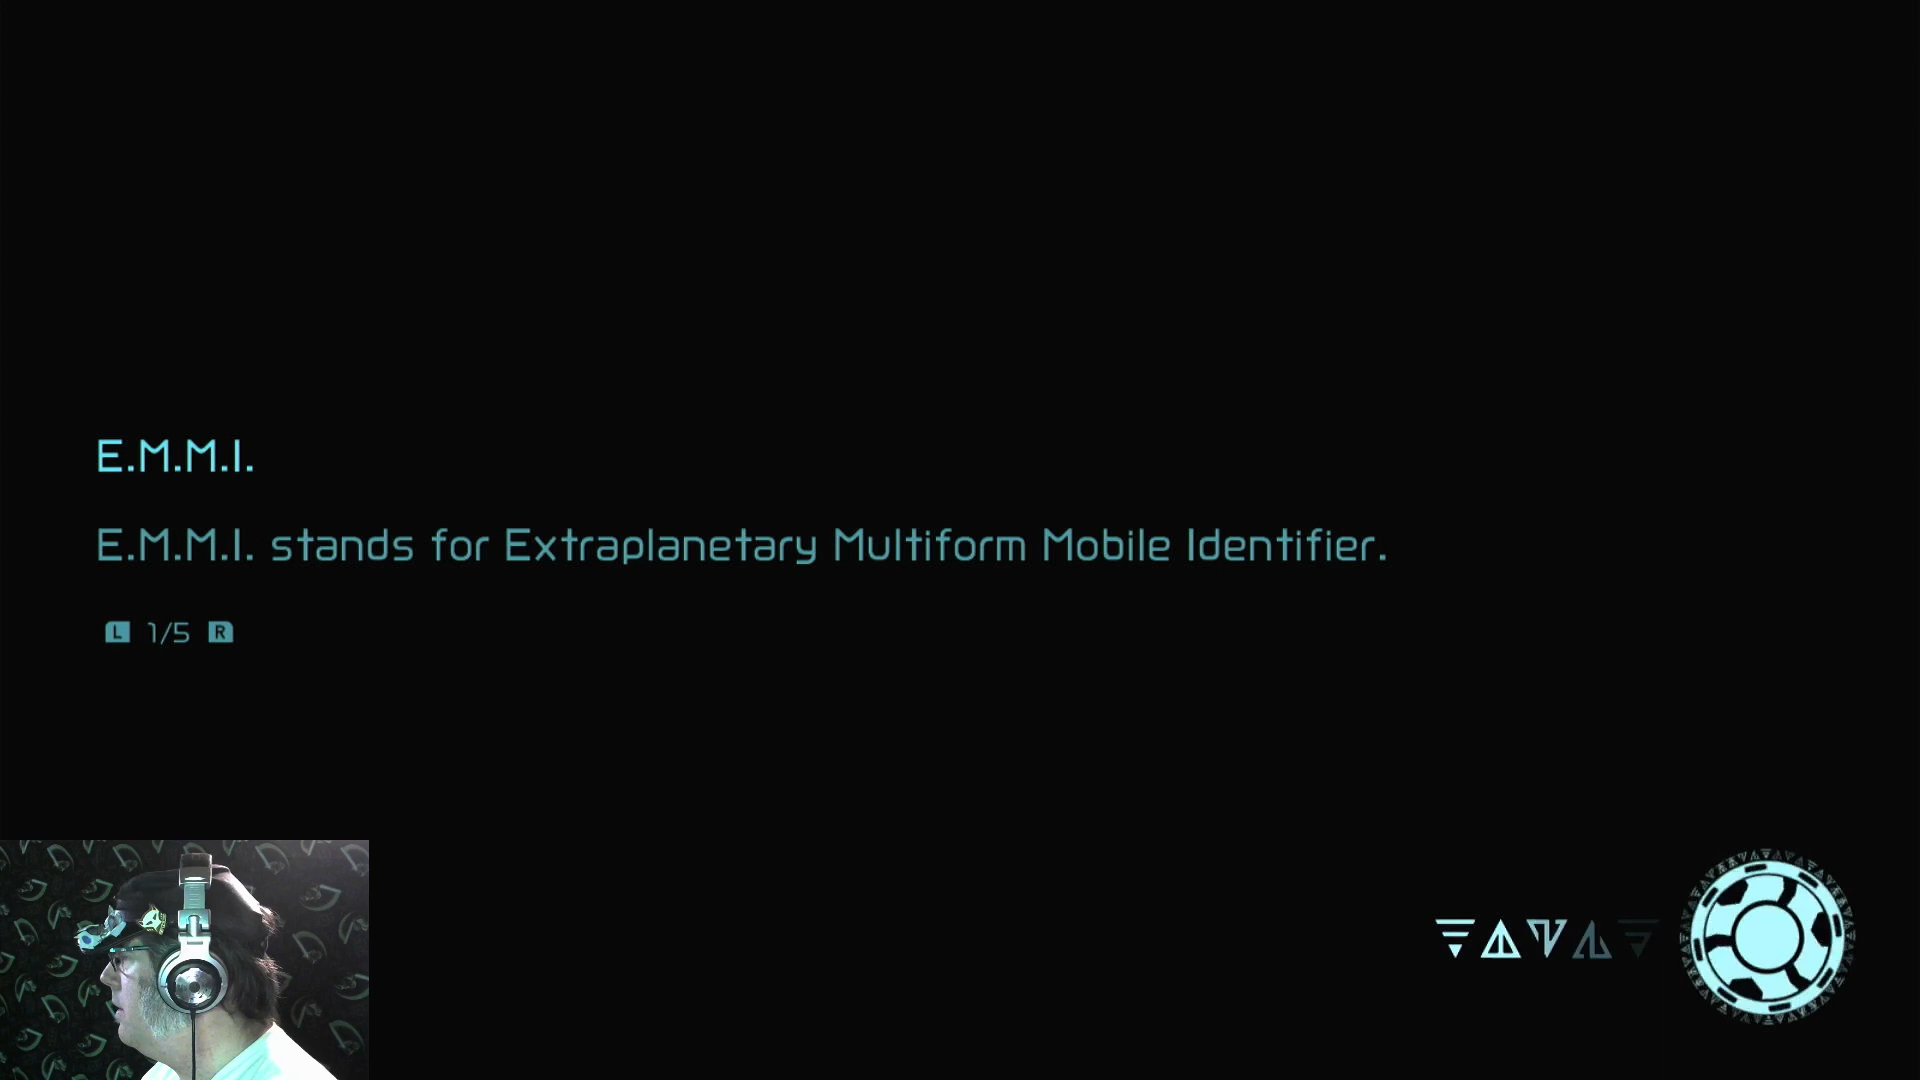 E.M.M.I.
E.M.M.I. stands for Extraplanetary Multiform Mobile Identifier.
L 1/5 R